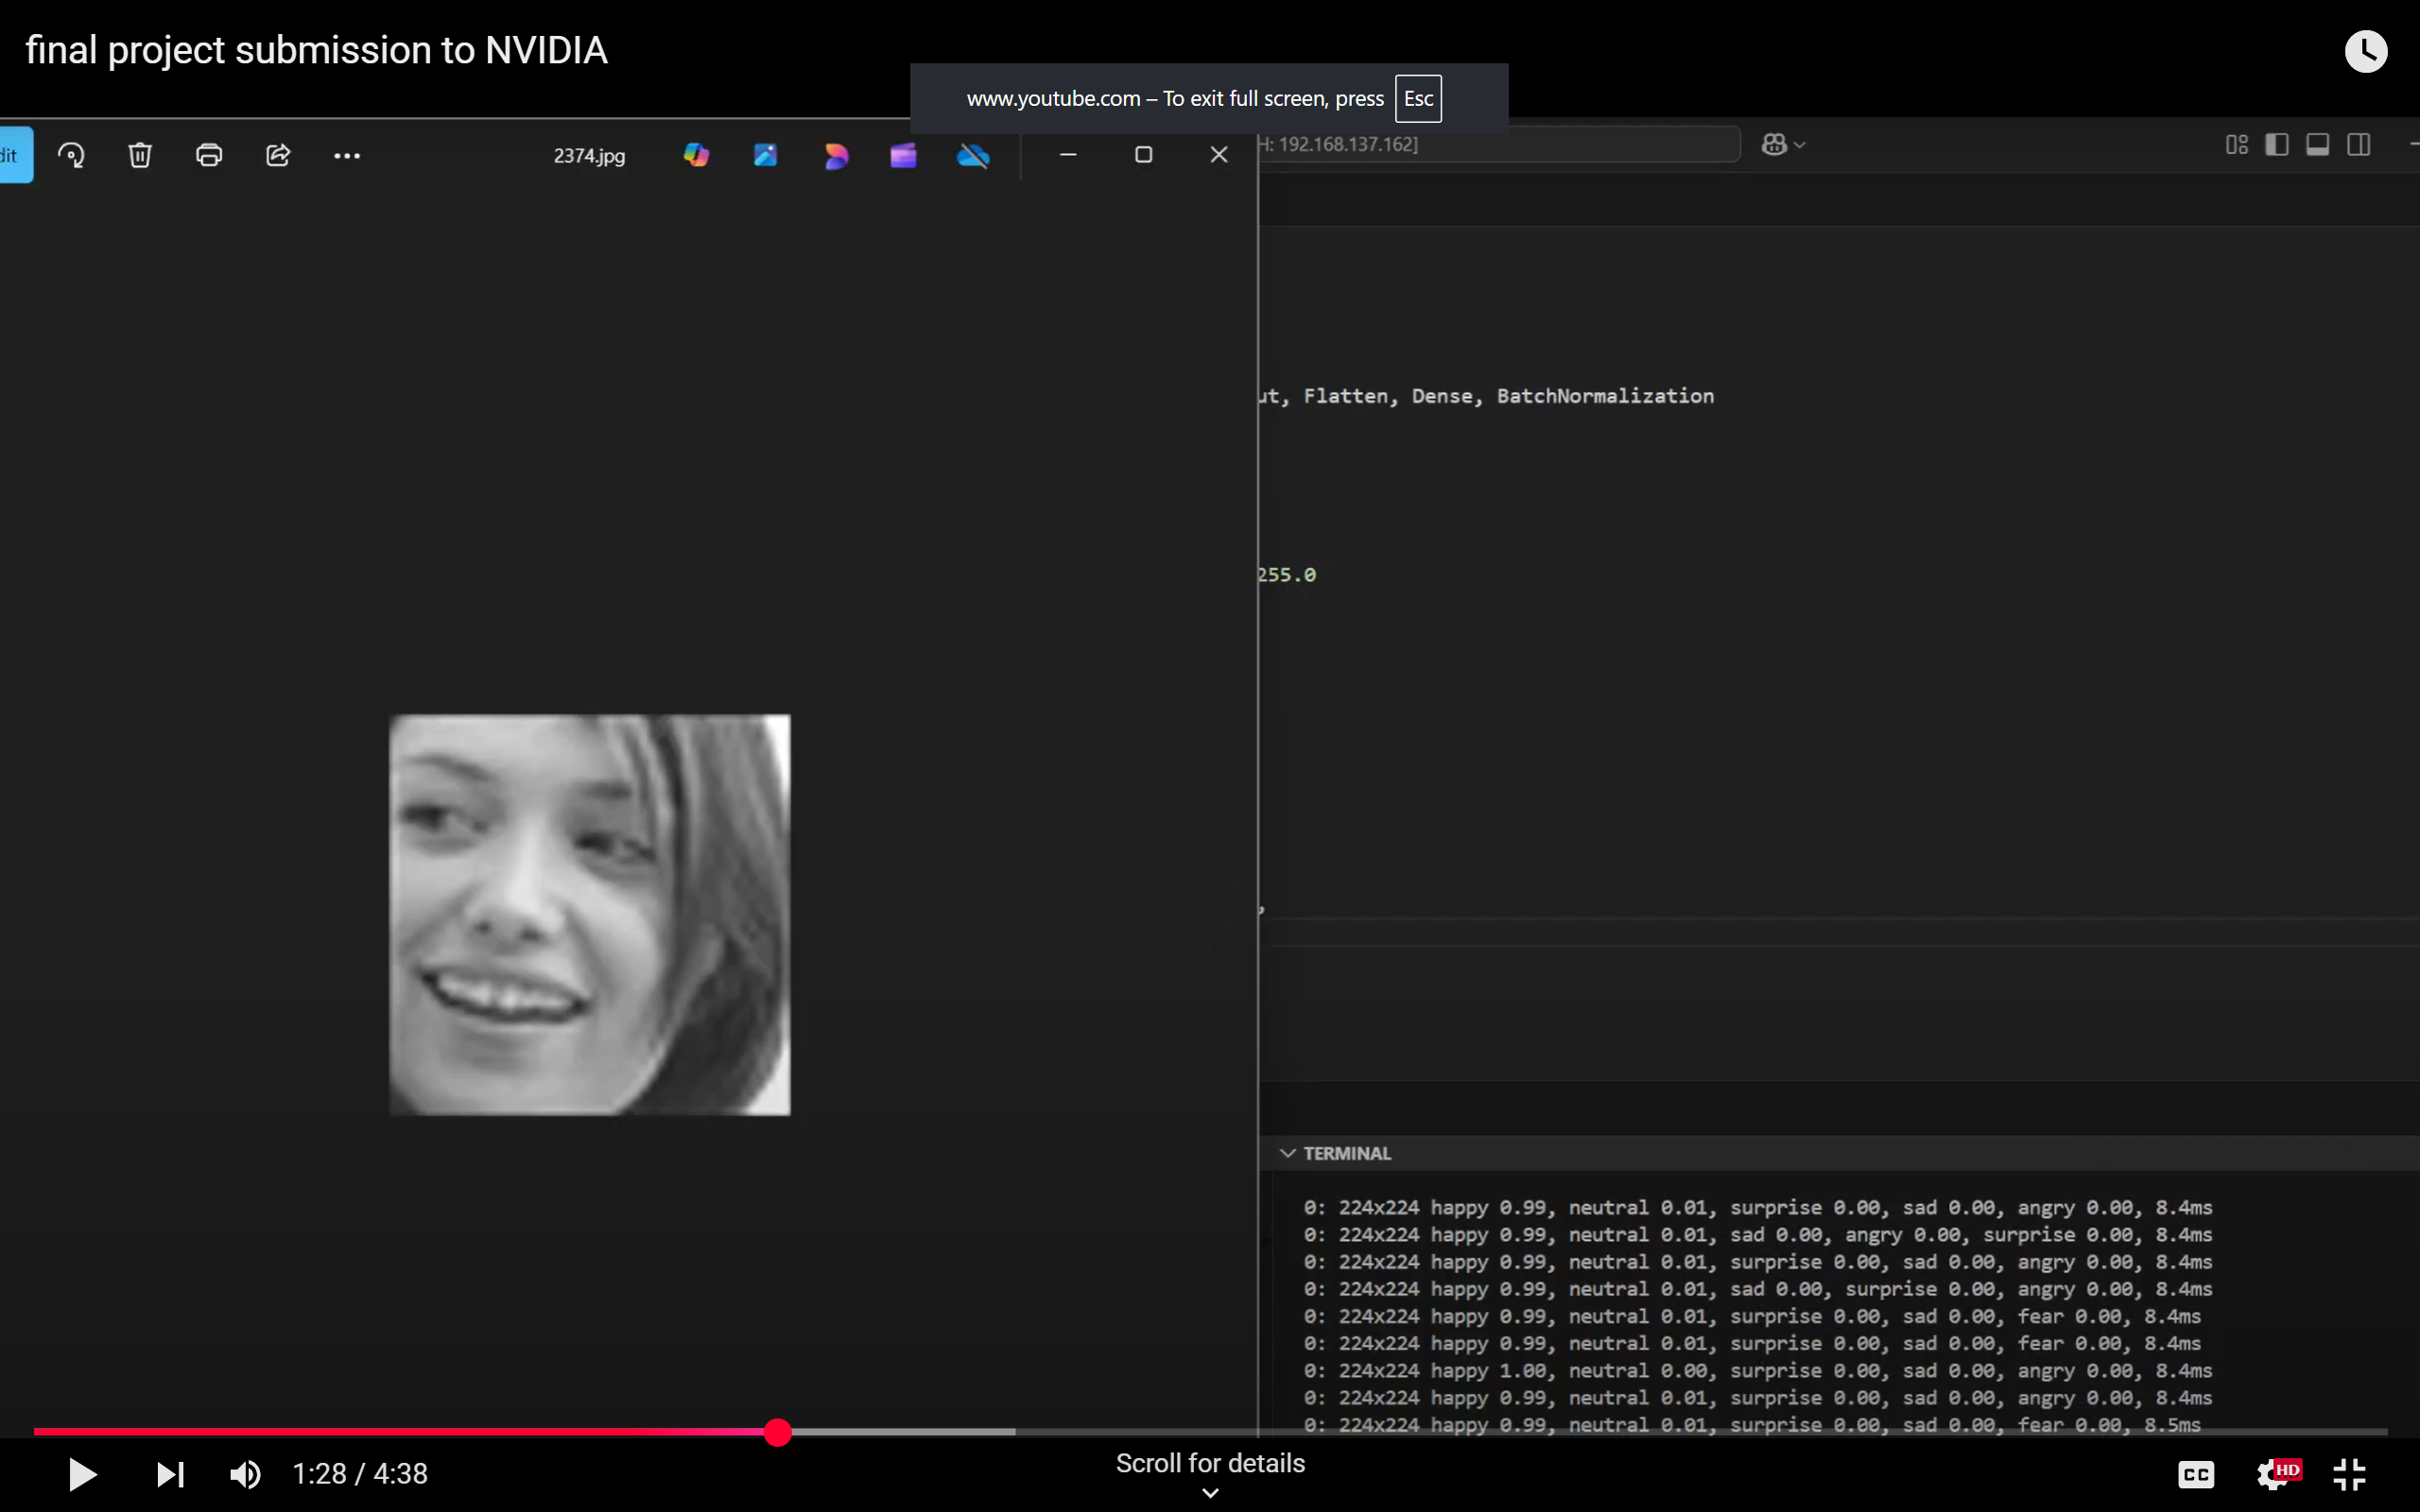 final project submission to NVIDIA
www.youtube.com – To exit full screen, press Esc
2374.jpg
192.168.137.162]
Flatten, Dense, BatchNormalization
255.0
TERMINAL
0: 224x224 happy 0.99, neutral 0.01, surprise 0.00, sad 0.00, angry 0.00, 8.4ms
0: 224x224 happy 0.99, neutral 0.01, sad 0.00, angry 0.00, surprise 0.00, 8.4ms
0: 224x224 happy 0.99, neutral 0.01, surprise 0.00, sad 0.00, angry 0.00, 8.4ms
0: 224x224 happy 0.99, neutral 0.01, sad 0.00, surprise 0.00, angry 0.00, 8.4ms
0: 224x224 happy 0.99, neutral 0.01, surprise 0.00, sad 0.00, fear 0.00, 8.4ms
0: 224x224 happy 0.99, neutral 0.01, surprise 0.00, sad 0.00, fear 0.00, 8.4ms
0: 224x224 happy 1.00, neutral 0.00, surprise 0.00, sad 0.00, angry 0.00, 8.4ms
0: 224x224 happy 0.99, neutral 0.01, surprise 0.00, sad 0.00, angry 0.00, 8.4ms
0: 224x224 happy 0.99, neutral 0.01, surprise 0.00, sad 0.00, fear 0.00, 8.5ms
1:28 / 4:38
Scroll for details
CC
HD